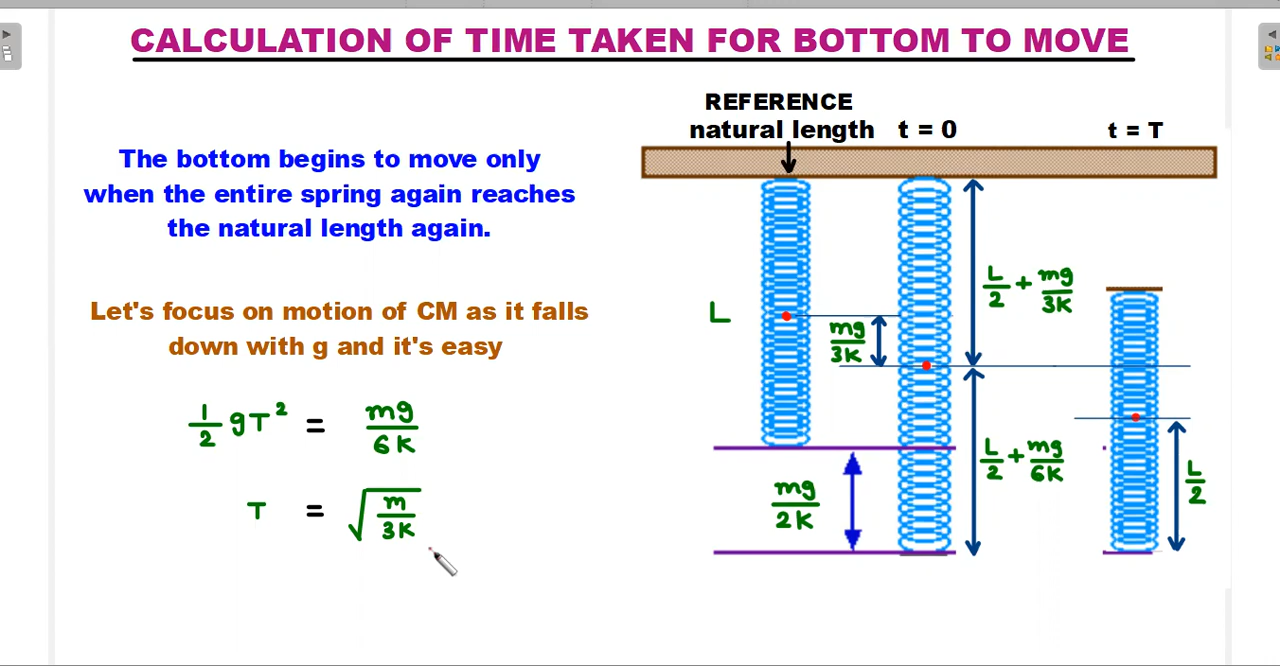 CALCULATION OF TIME TAKEN FOR BOTTOM TO MOVE
REFERENCE
natural length
t = 0
t = T
The bottom begins to move only
when the entire spring again reaches
the natural length again.
Let's focus on motion of CM as it falls
down with g and it's easy
1/2 gT² = mg/6K
T = √(m/3K)
L
mg/3K
L/2 + mg/3K
L/2 + mg/6K
mg/2K
L/2